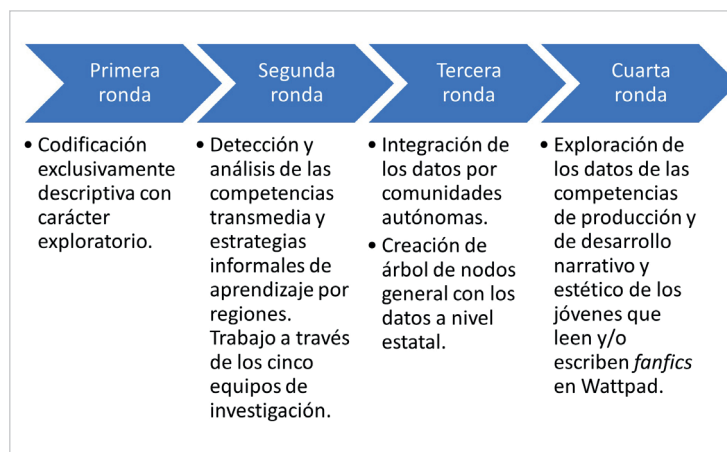 Primera
ronda
Segunda
ronda
Tercera
ronda
Cuarta
ronda
• Codificación
exclusivamente
descriptiva con
carácter
exploratorio.
• Detección y
análisis de las
competencias
transmedia y
estrategias
informales de
aprendizaje por
regiones.
Trabajo a través
de los cinco
equipos de
investigación.
• Integración de
los datos por
comunidades
autónomas.
• Creación de
árbol de nodos
general con los
datos a nivel
estatal.
• Exploración de
los datos de las
competencias
de producción y
de desarrollo
narrativo y
estético de los
jóvenes que
leen y/o
escriben fanfics
en Wattpad.